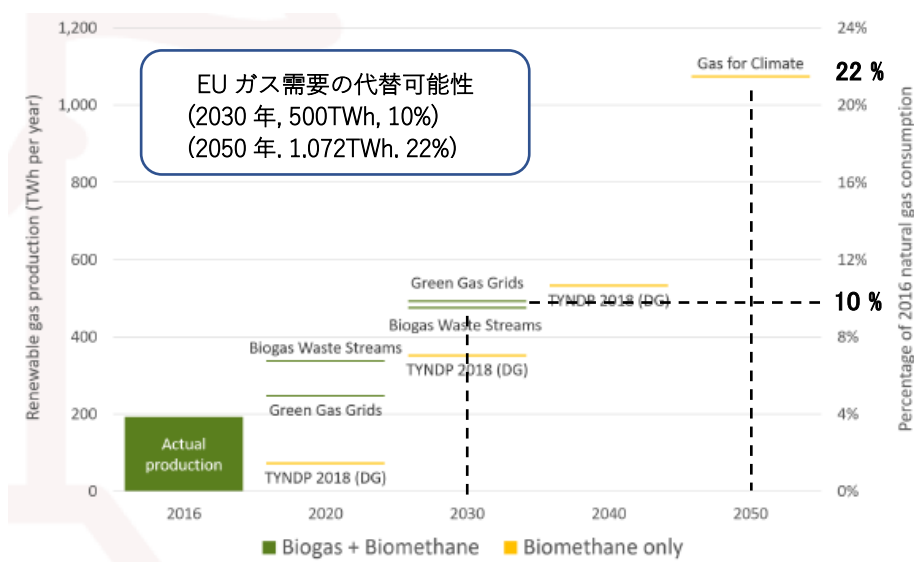 1,200
1,000
800
600
400
200
0
Renewable gas production (TWh per year)
EU ガス需要の代替可能性
(2030 年, 500TWh, 10%)
(2050 年, 1,072TWh, 22%)
Gas for Climate
22 %
Green Gas Grids
TYNDP 2018 (DG)
10 %
Biogas Waste Streams
Biogas Waste Streams
TYNDP 2018 (DG)
Green Gas Grids
Actual
production
TYNDP 2018 (DG)
24%
20%
16%
12%
8%
4%
0%
Percentage of 2016 natural gas consumption
2016
2020
2030
2040
2050
Biogas + Biomethane
Biomethane only